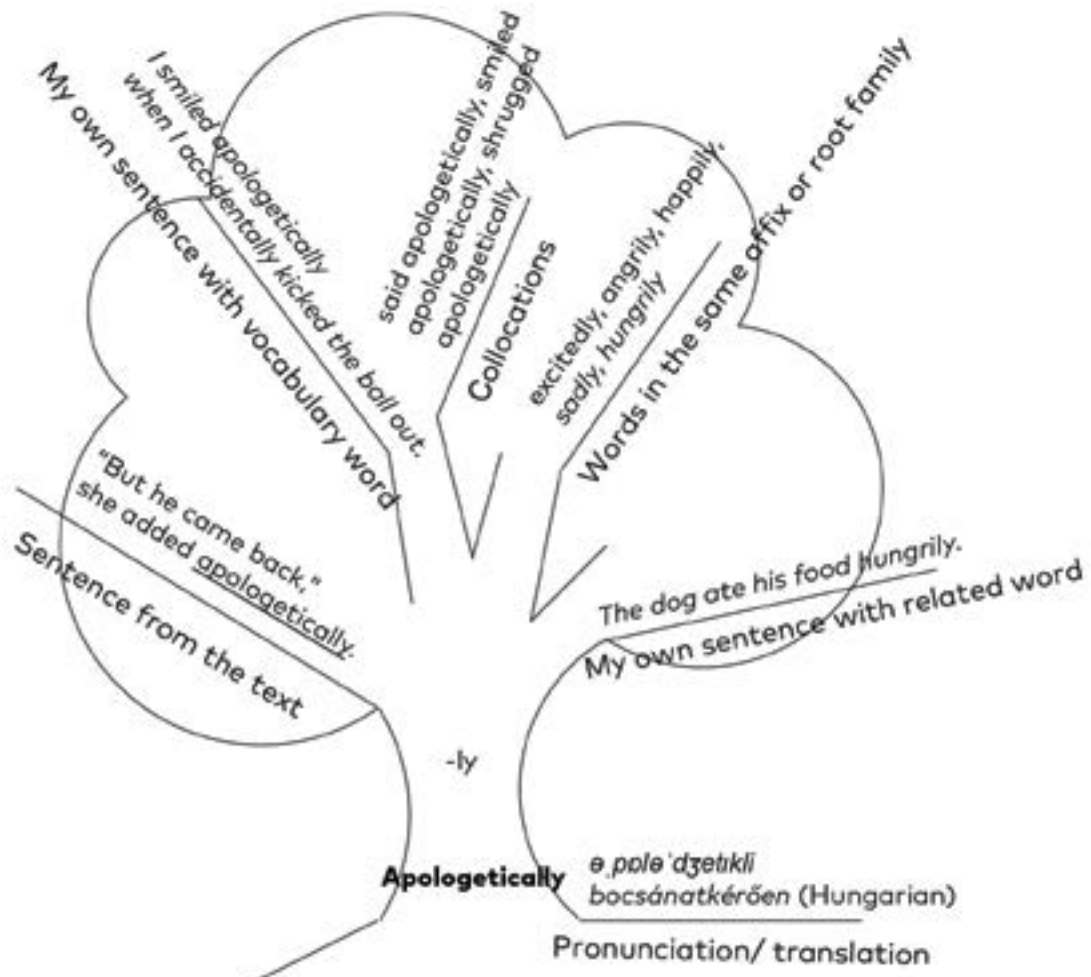 My own sentence with vocabulary word
I smiled apologetically
when I accidentally kicked the ball out.
said apologetically, smiled
apologetically, shrugged
apologetically
Collocations
excitedly, angrily, happily,
sadly, hungrily
Words in the same affix or root family
"But he came back,"
she added apologetically.
Sentence from the text
The dog ate his food hungrily.
My own sentence with related word
-ly
Apologetically
əˌpɒləˈdʒetɪkli
bocsánatkérően (Hungarian)
Pronunciation/ translation